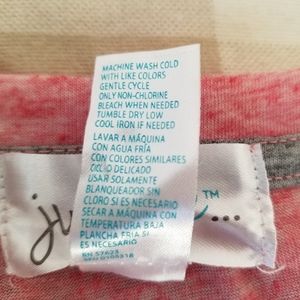 MACHINE WASH COLD
WITH LIKE COLORS
GENTLE CYCLE
ONLY NON-CHLORINE
BLEACH WHEN NEEDED
TUMBLE DRY LOW
COOL IRON IF NEEDED
LAVAR A MÁQUINA
CON AGUA FRÍA
CON COLORES SIMILARES
CICLO DELICADO
USAR SOLAMENTE
BLANQUEADOR SIN
CLORO SI ES NECESARIO
SECAR A MÁQUINA CON
TEMPERATURA BAJA
PLANCHA FRÍA SI
ES NECESARIO
RN 57623
TM
...